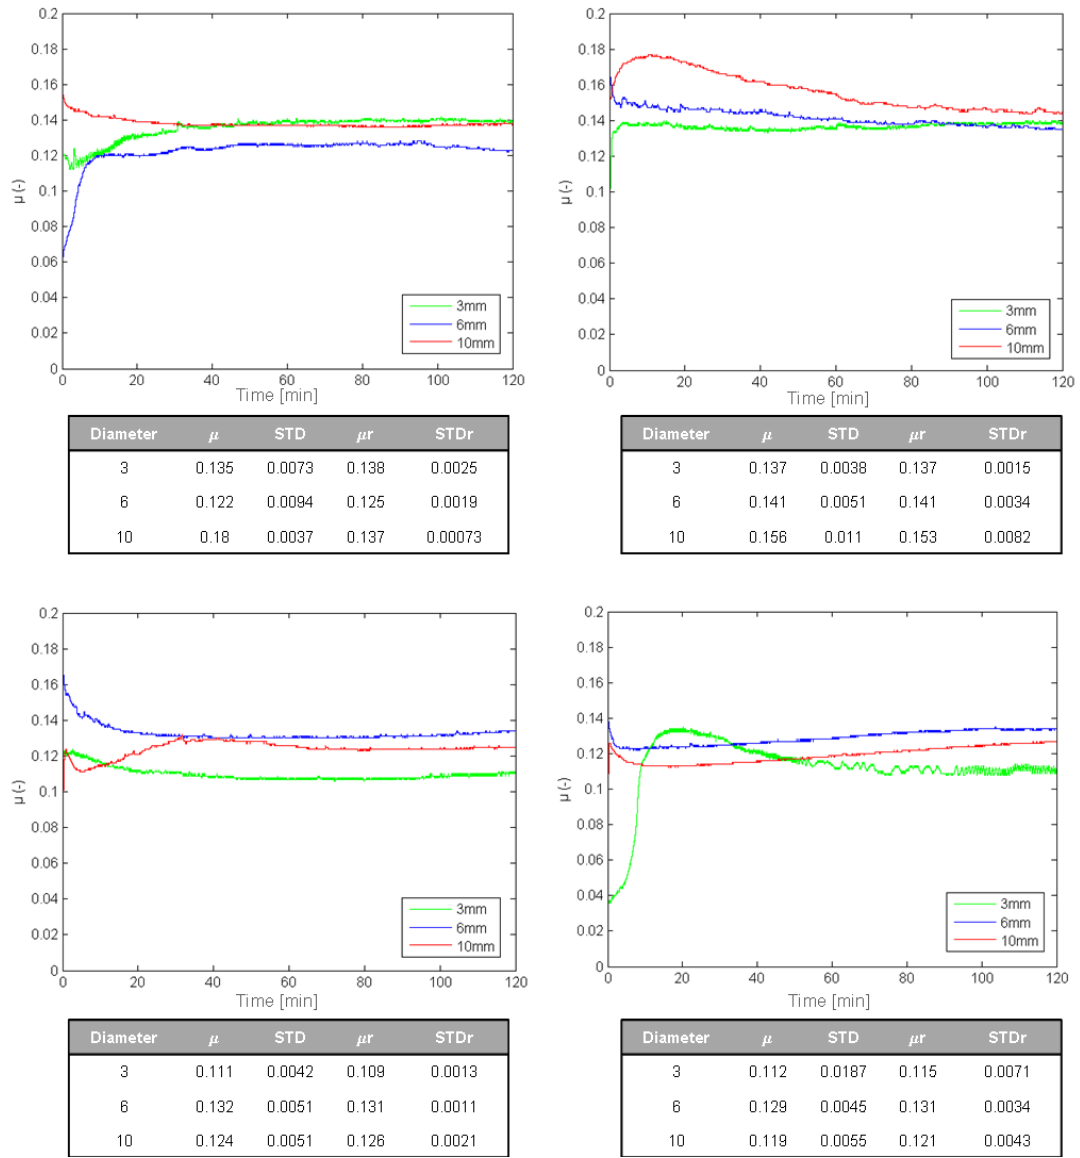 0.2
0.2
0.18
0.18
0.16
0.16
0.14
0.14
0.12
0.12
μ (-)
0.1
μ (-)
0.1
0.08
0.08
0.06
0.06
0.04
0.04
0.02
0.02
0
0
3mm
6mm
10mm
3mm
6mm
10mm
0 20 40 60 80 100 120
0 20 40 60 80 100 120
Time [min]
Time [min]
Diameter μ STD μr STDr
3 0.135 0.0073 0.138 0.0025
6 0.122 0.0094 0.125 0.0019
10 0.18 0.0037 0.137 0.00073
Diameter μ STD μr STDr
3 0.137 0.0038 0.137 0.0015
6 0.141 0.0051 0.141 0.0034
10 0.156 0.011 0.153 0.0082
0.2
0.2
0.18
0.18
0.16
0.16
0.14
0.14
0.12
0.12
μ (-)
0.1
μ (-)
0.1
0.08
0.08
0.06
0.06
0.04
0.04
0.02
0.02
0
0
3mm
6mm
10mm
3mm
6mm
10mm
0 20 40 60 80 100 120
0 20 40 60 80 100 120
Time [min]
Time [min]
Diameter μ STD μr STDr
3 0.111 0.0042 0.109 0.0013
6 0.132 0.0051 0.131 0.0011
10 0.124 0.0051 0.126 0.0021
Diameter μ STD μr STDr
3 0.112 0.0187 0.115 0.0071
6 0.129 0.0045 0.131 0.0034
10 0.119 0.0055 0.121 0.0043